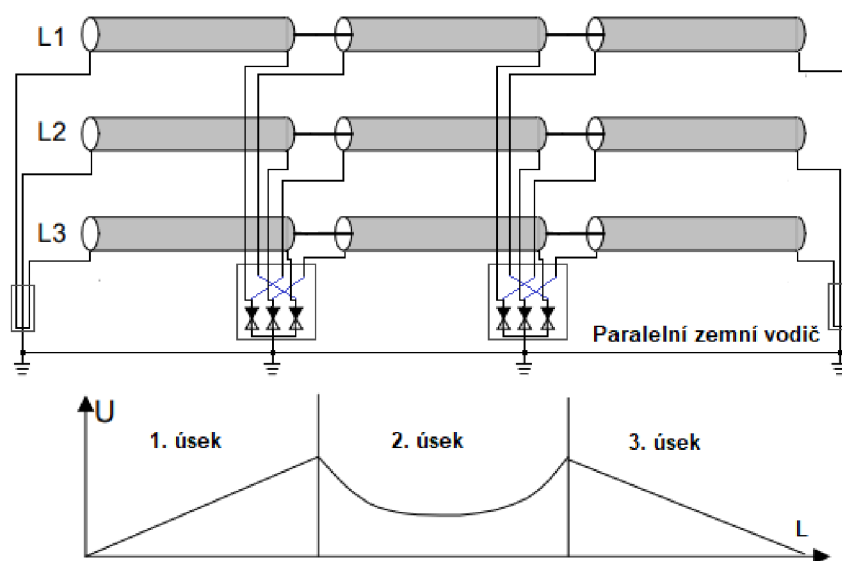 L1
L2
L3
Paralelní zemní vodič
U
1. úsek
2. úsek
3. úsek
L